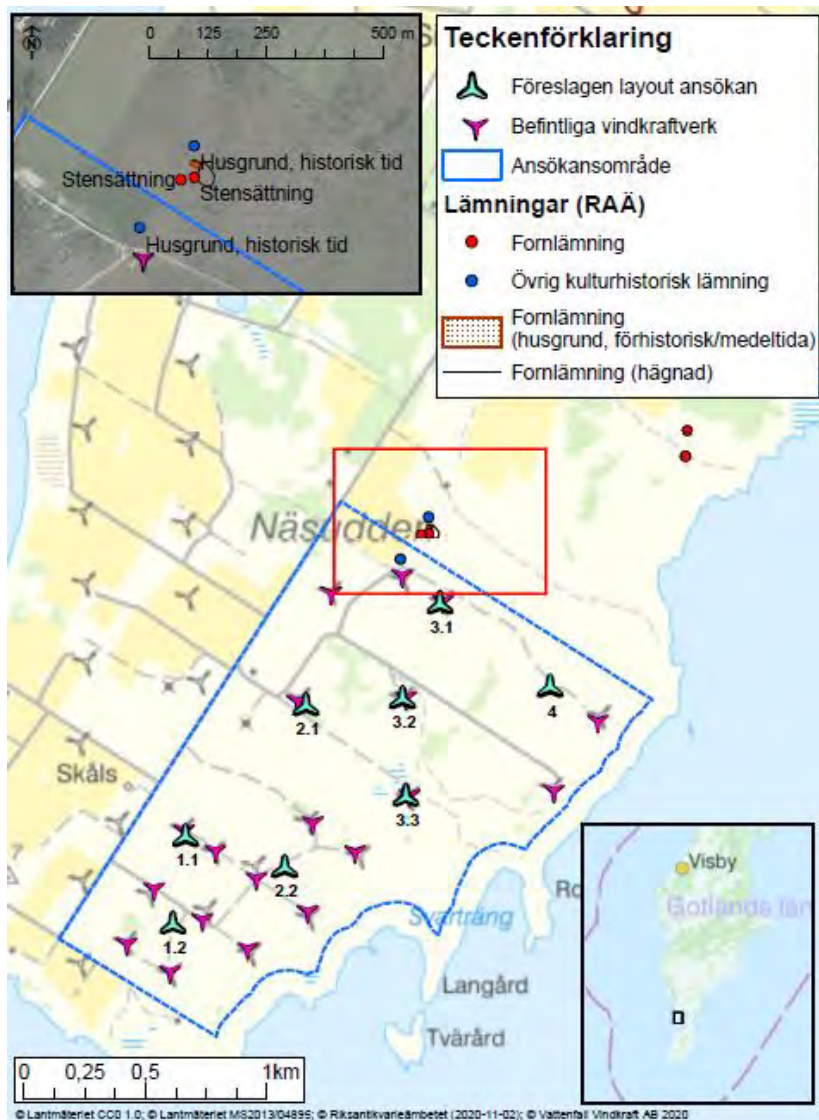 0 125 250 500 m
N
Husgrund, historisk tid
Stensättning
Stensättning
Husgrund, historisk tid
Teckenförklaring
Föreslagen layout ansökan
Befintliga vindkraftverk
Ansökansområde
Lämningar (RAÄ)
Fornlämning
Övrig kulturhistorisk lämning
Fornlämning
(husgrund, förhistorisk/medeltida)
Fornlämning (hägnad)
Näsudden
3.1
4
3.2
2.1
3.3
Skåls
1.1
2.2
1.2
Svarträng
Langård
Tvärård
Visby
Gotlands län
0 0,25 0,5 1km
© Lantmäteriet CC0 1.0; © Lantmäteriet MS2013/04895; © Riksantikvarieämbetet (2020-11-02); © Vattenfall Vindkraft AB 2020